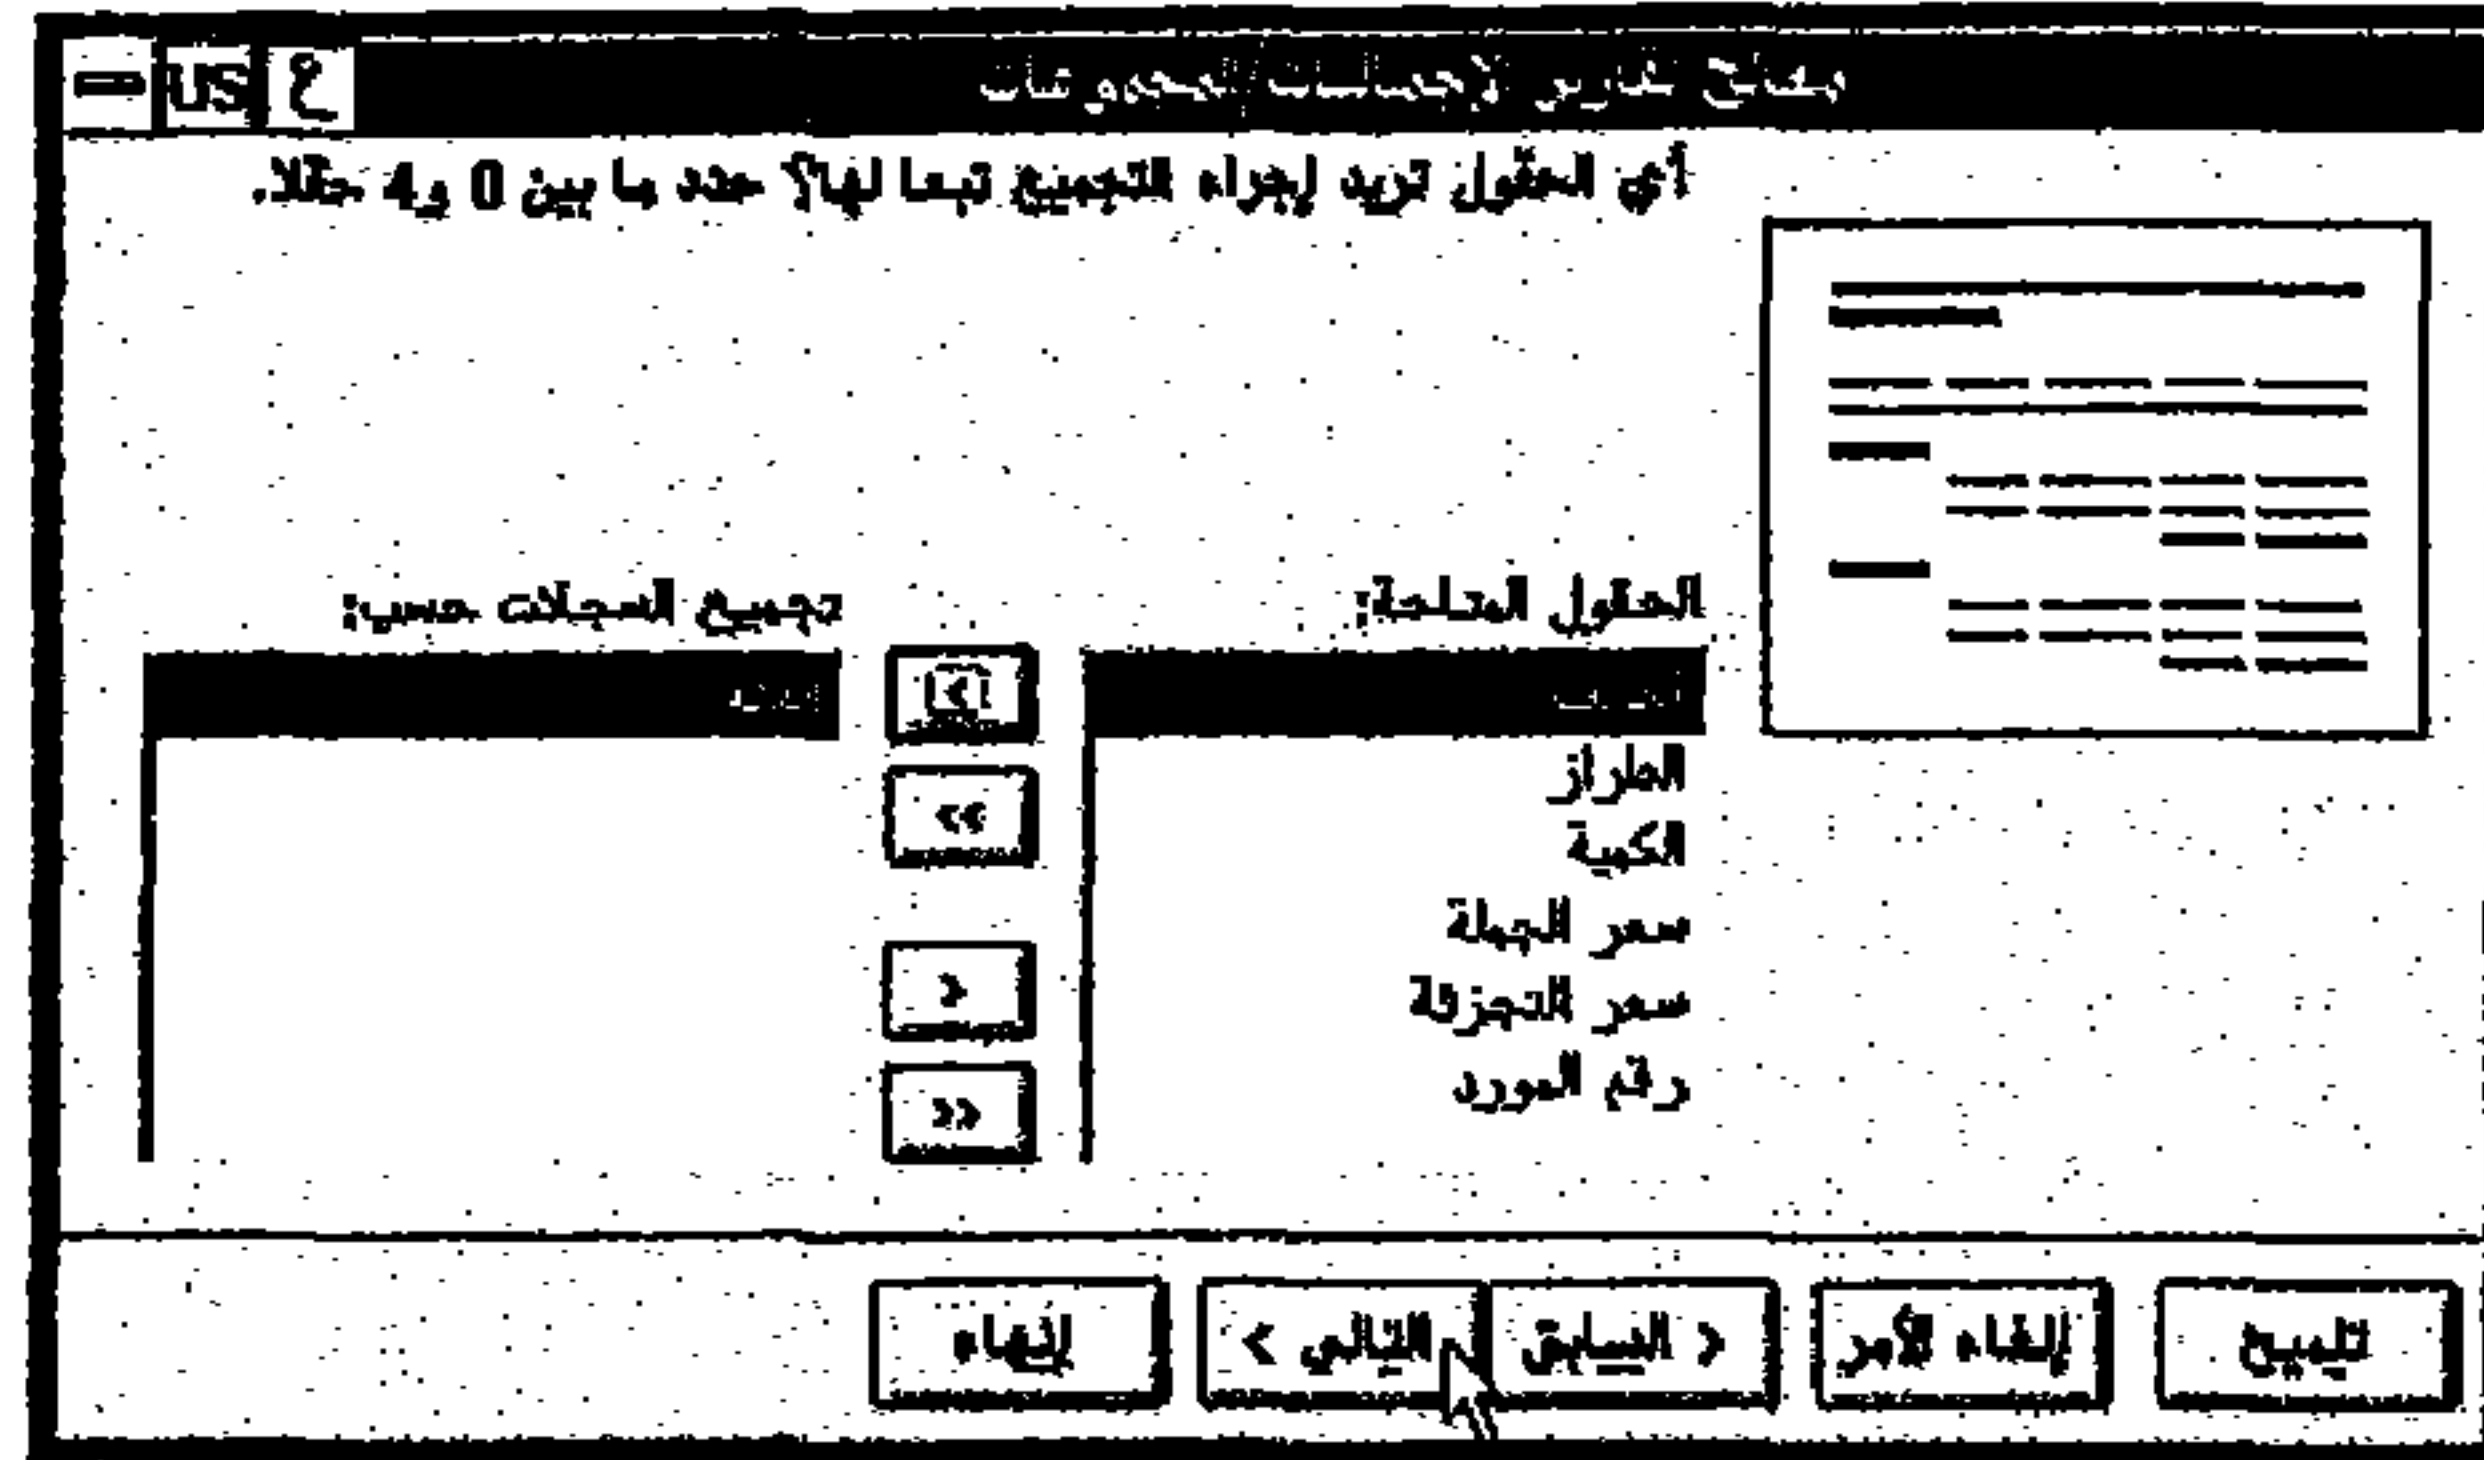 US ع
معالج تقارير الإجماليات/المجموعات
أي الحقول تريد إجراء التجميع تبعا لها؟ حدد ما بين 0 و4 حقلا.
الحقول المتاحة:
تجميع السجلات حسب:
الطراز
الكمية
سعر الجملة
سعر التجزئة
رقم المورد
تلميح
إلغاء الأمر
< السابق
التالي >
إنهاء